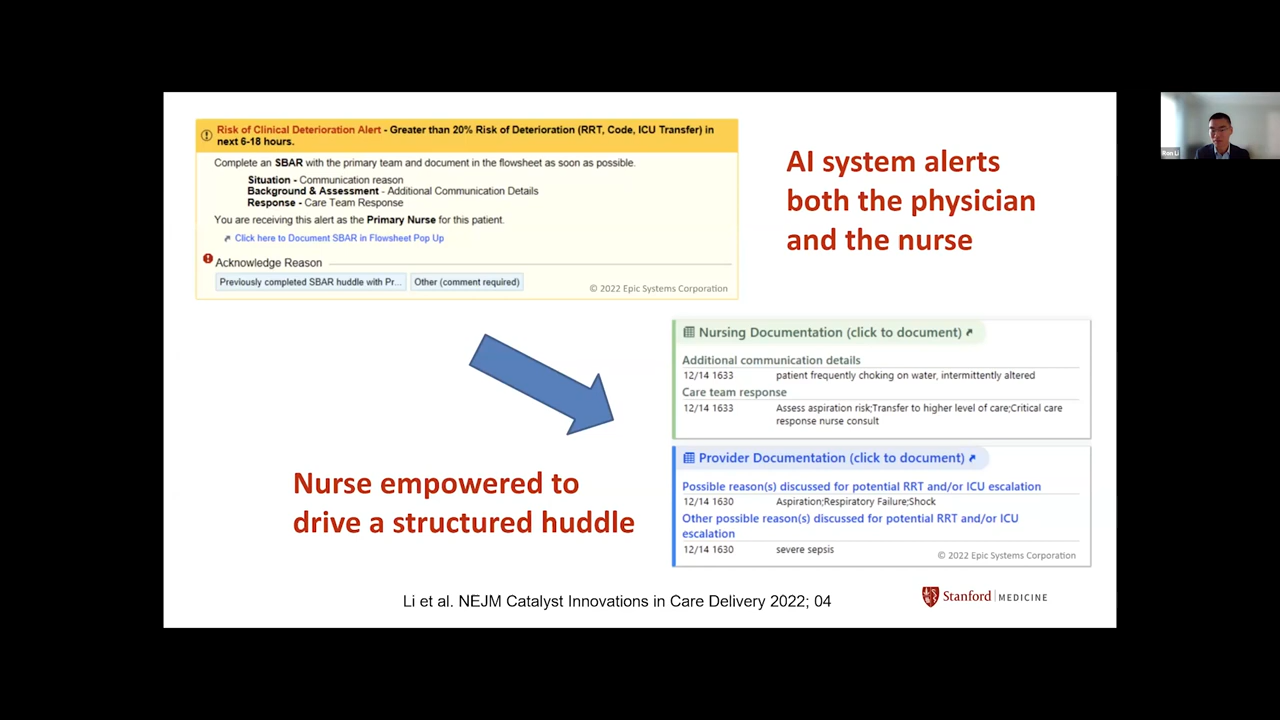 Risk of Clinical Deterioration Alert - Greater than 20% Risk of Deterioration (RRT, Code, ICU Transfer) in
next 6-18 hours.
Complete an SBAR with the primary team and document in the flowsheet as soon as possible.
Situation - Communication reason
Background & Assessment - Additional Communication Details
Response - Care Team Response
You are receiving this alert as the Primary Nurse for this patient.
Click here to Document SBAR in Flowsheet Pop Up
Acknowledge Reason
Previously completed SBAR huddle with Pr... Other (comment required)
© 2022 Epic Systems Corporation
AI system alerts
both the physician
and the nurse
Ron Li
Nursing Documentation (click to document)
Additional communication details
12/14 1633 patient frequently choking on water, intermittently altered
Care team response
12/14 1633 Assess aspiration risk;Transfer to higher level of care;Critical care
response nurse consult
Provider Documentation (click to document)
Possible reason(s) discussed for potential RRT and/or ICU escalation
12/14 1630 Aspiration;Respiratory Failure;Shock
Other possible reason(s) discussed for potential RRT and/or ICU
escalation
12/14 1630 severe sepsis
© 2022 Epic Systems Corporation
Nurse empowered to
drive a structured huddle
Li et al. NEJM Catalyst Innovations in Care Delivery 2022; 04
Stanford MEDICINE